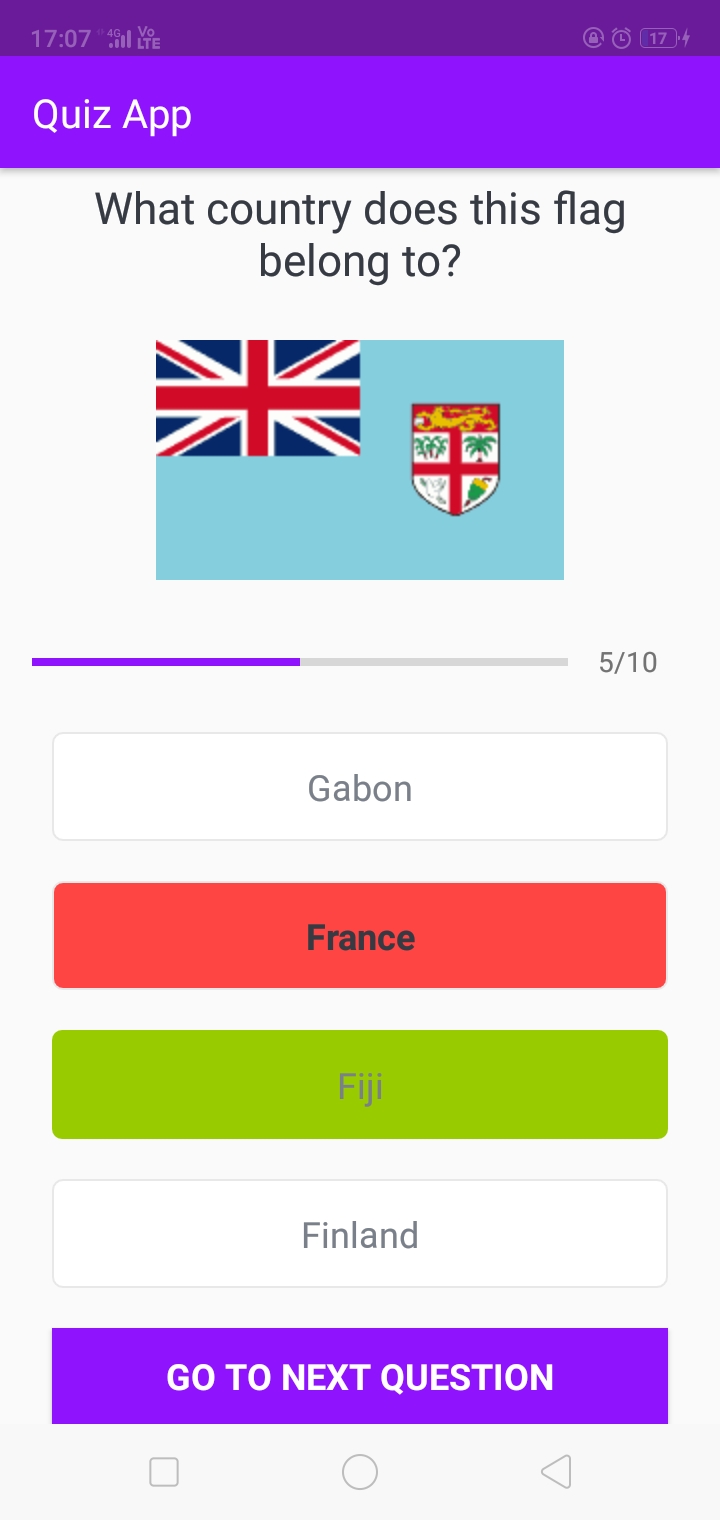 17:07 4G Vo LTE 17
Quiz App
What country does this flag
belong to?
5/10
Gabon
France
Fiji
Finland
GO TO NEXT QUESTION